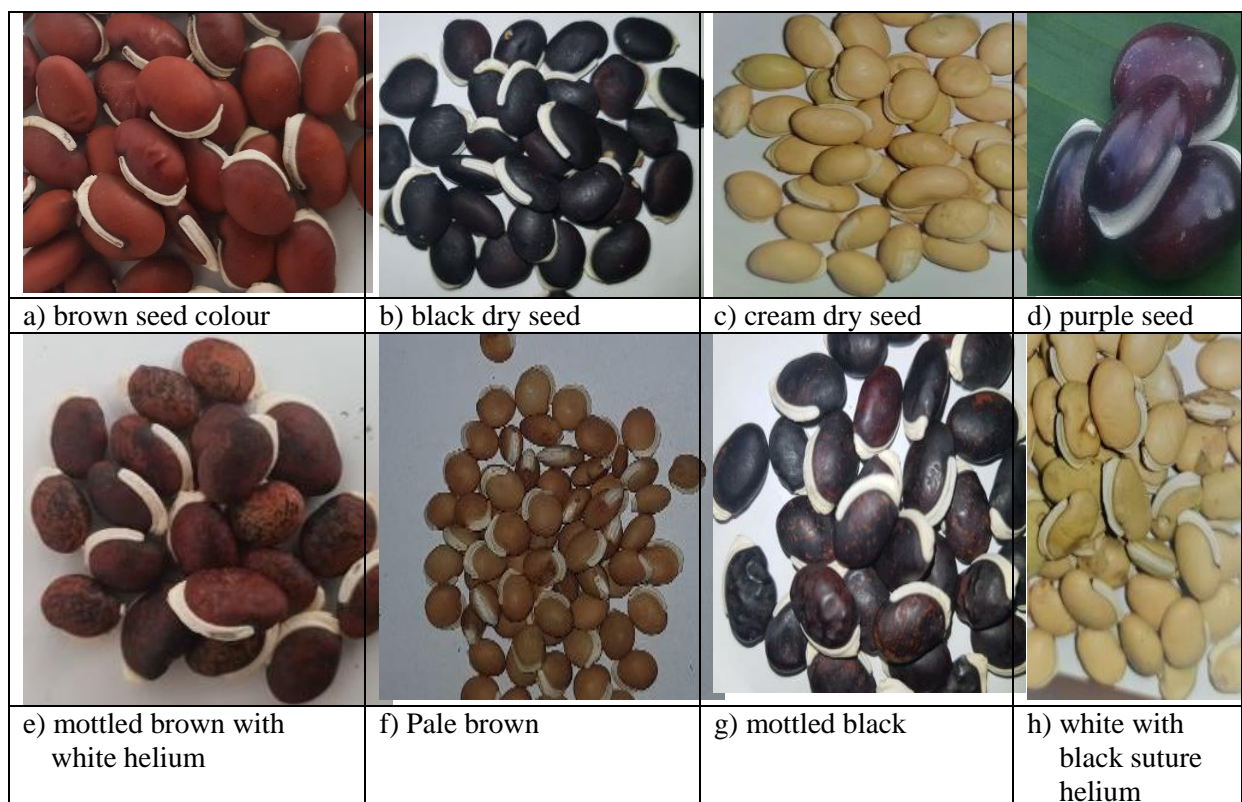 a) brown seed colour
b) black dry seed
c) cream dry seed
d) purple seed
e) mottled brown with
white helium
f) Pale brown
g) mottled black
h) white with
black suture
helium